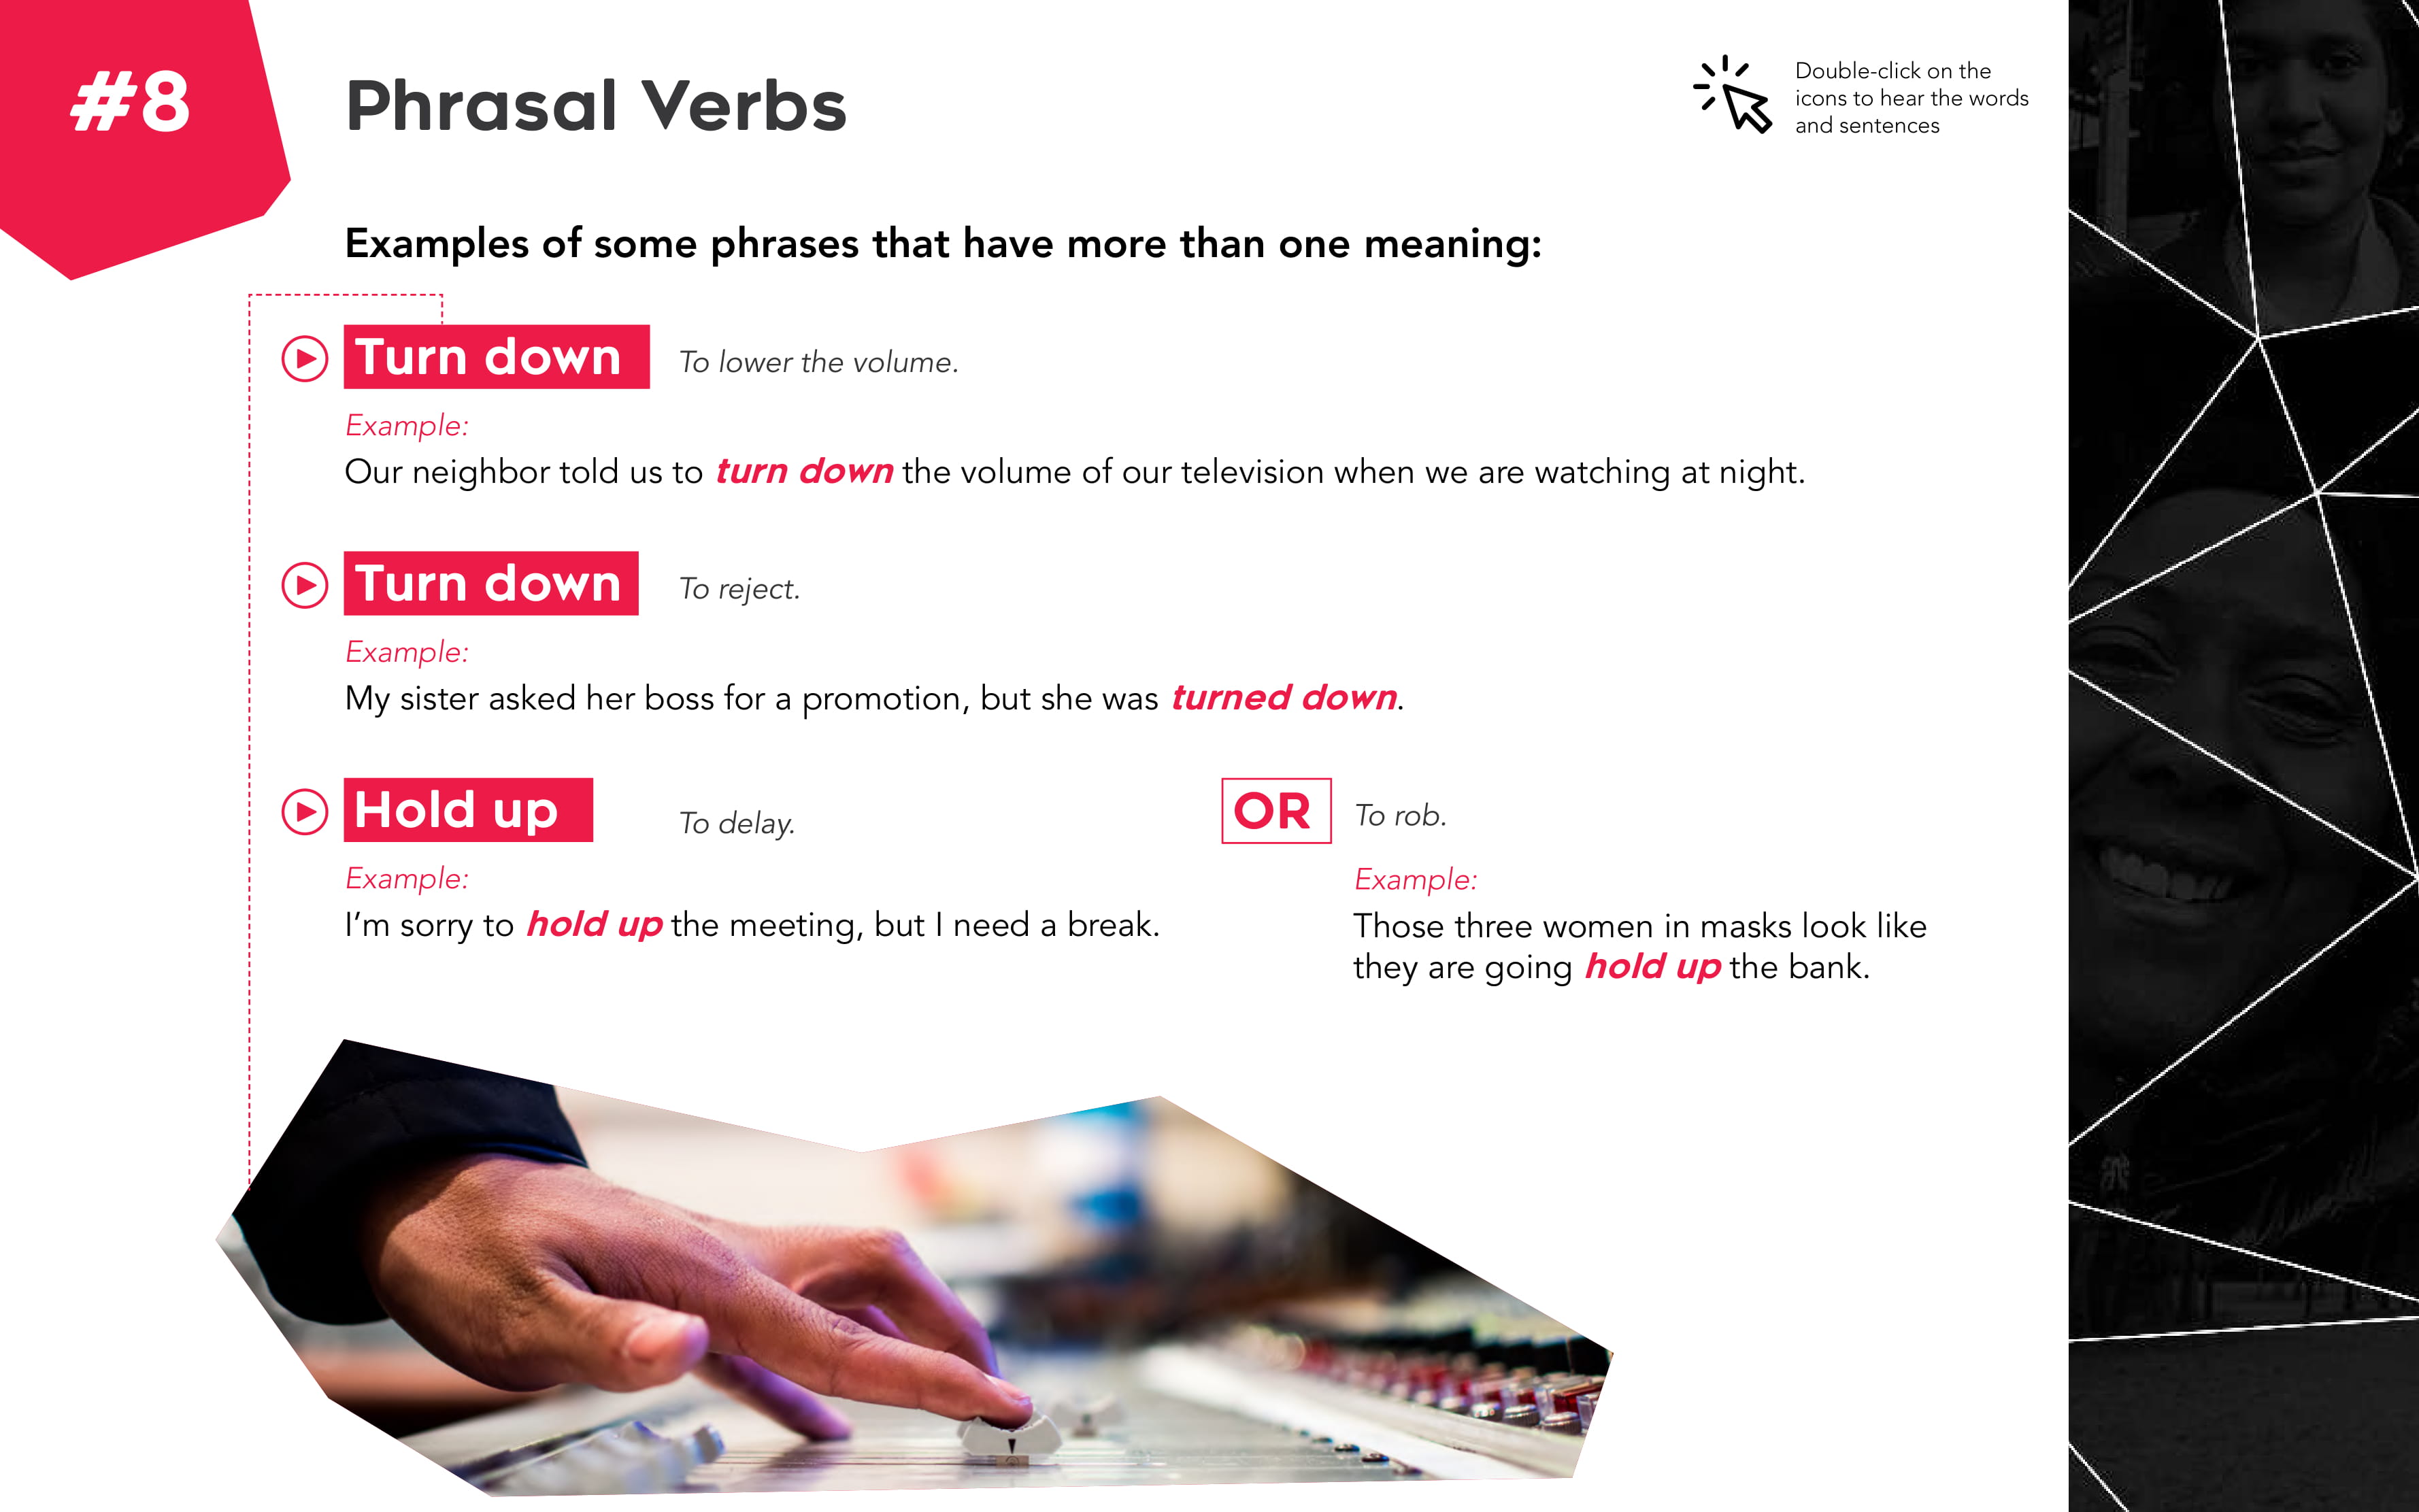 #8
Phrasal Verbs
Double-click on the
icons to hear the words
and sentences
Examples of some phrases that have more than one meaning:
Turn down
To lower the volume.
Example:
Our neighbor told us to turn down the volume of our television when we are watching at night.
Turn down
To reject.
Example:
My sister asked her boss for a promotion, but she was turned down.
Hold up
To delay.
Example:
I'm sorry to hold up the meeting, but I need a break.
OR
To rob.
Example:
Those three women in masks look like
they are going hold up the bank.